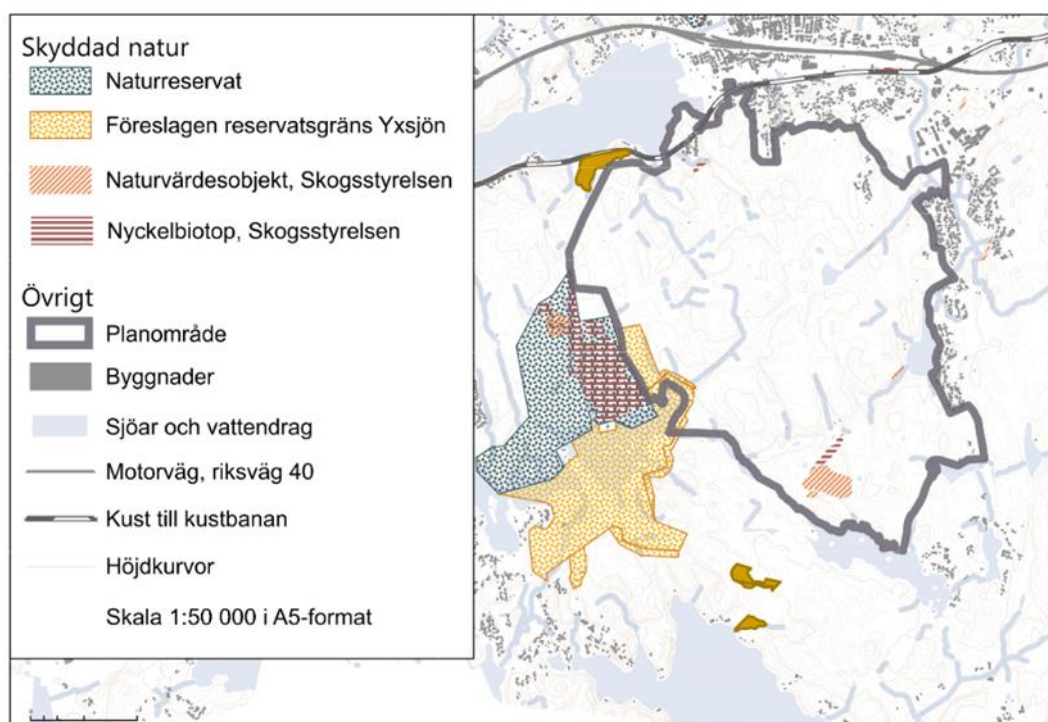 Skyddad natur
Naturreservat
Föreslagen reservatsgräns Yxsjön
Naturvärdesobjekt, Skogsstyrelsen
Nyckelbiotop, Skogsstyrelsen
Övrigt
Planområde
Byggnader
Sjöar och vattendrag
Motorväg, riksväg 40
Kust till kustbanan
Höjdkurvor
Skala 1:50 000 i A5-format